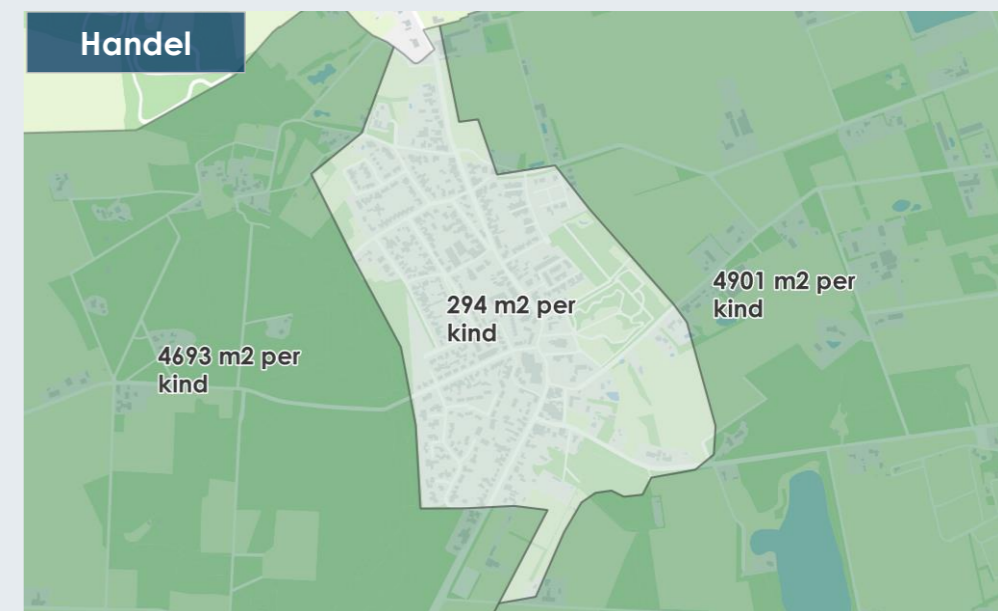 Handel
4901 m2 per
kind
294 m2 per
kind
4693 m2 per
kind